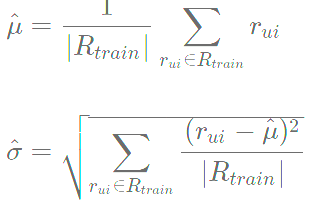 μ̂ = 1/|R_train| ∑_{r_ui ∈ R_train} r_ui
σ̂ = √(∑_{r_ui ∈ R_train} (r_ui − μ̂)²/|R_train|)